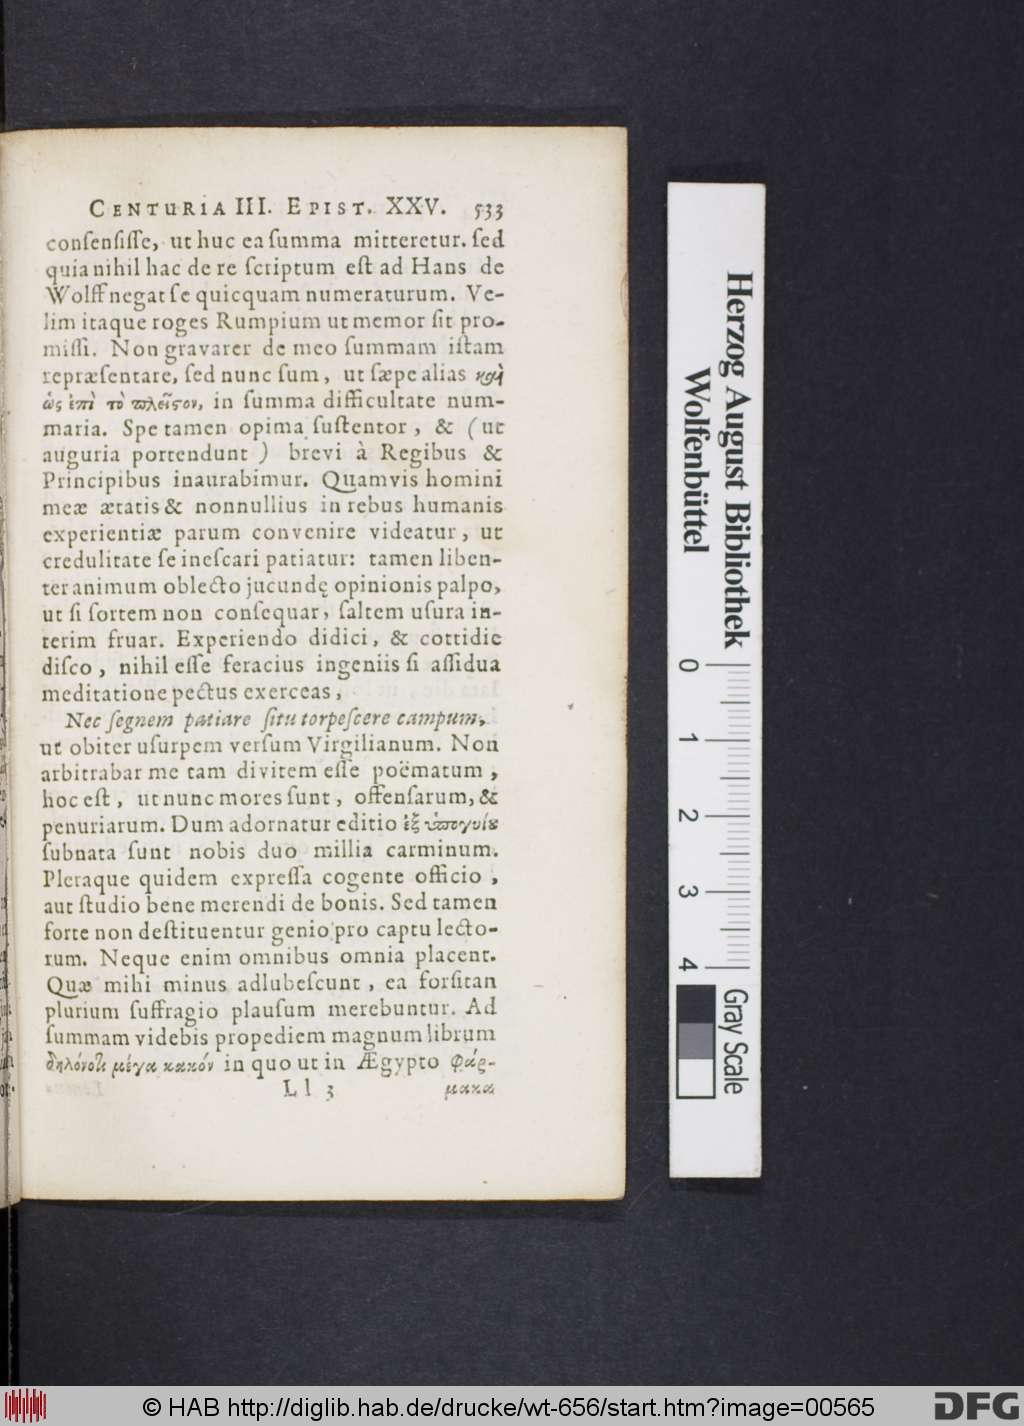 CENTURIA III. EPIST. XXV. 533
conſenſiſſe, ut huc ea ſumma mitteretur. ſed
quia nihil hac de re ſcriptum eſt ad Hans de
Wolff negat ſe quicquam numeraturum. Ve-
lim itaque roges Rumpium ut memor ſit pro-
miſſi. Non gravarer de meo ſummam iſtam
repræſentare, ſed nunc ſum, ut ſæpe alias καὶ
ὡς ἐπὶ τὸ πλεῖστον, in ſumma difficultate num-
maria. Spe tamen opima ſuſtentor, & (ut
auguria portendunt) brevi à Regibus &
Principibus inaurabimur. Quamvis homini
meæ ætatis & nonnullius in rebus humanis
experientiæ parum convenire videatur, ut
credulitate ſe ineſcari patiatur: tamen liben-
ter animum oblecto jucundę opinionis palpo,
ut ſi ſortem non conſequar, ſaltem uſura in-
terim fruar. Experiendo didici, & cottidie
diſco, nihil eſſe feracius ingeniis ſi aſſidua
meditatione pectus exerceas,
Nec ſegnem patiare ſitu torpeſcere campum,
ut obiter uſurpem verſum Virgilianum. Non
arbitrabar me tam divitem eſſe poëmatum,
hoc eſt, ut nunc mores ſunt, offenſarum, &
penuriarum. Dum adornatur editio ἐξ ὑπογυίου
ſubnata ſunt nobis duo millia carminum.
Pleraque quidem expreſſa cogente officio,
aut ſtudio bene merendi de bonis. Sed tamen
forte non deſtituentur genio pro captu lecto-
rum. Neque enim omnibus omnia placent.
Quæ mihi minus adlubeſcunt, ea forſitan
plurium ſuffragio plauſum merebuntur. Ad
ſummam videbis propediem magnum librum
δηλόνοτι μέγα κακόν in quo ut in Ægypto φάρ-
Ll 3 μακα
Herzog August Bibliothek
Wolfenbüttel
0 1 2 3 4
Gray Scale
© HAB http://diglib.hab.de/drucke/wt-656/start.htm?image=00565
DFG